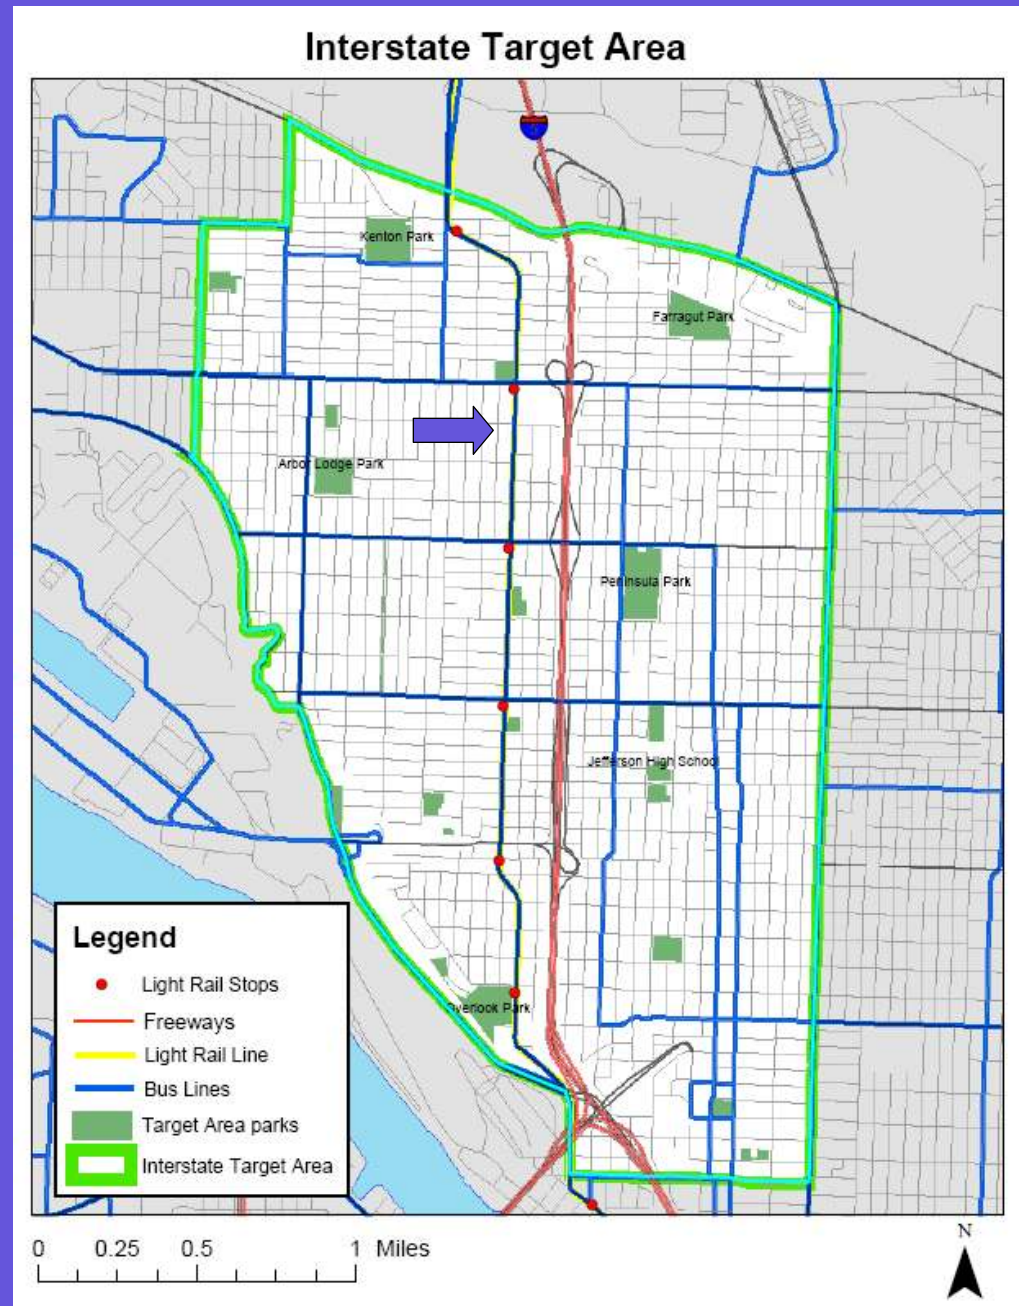 Interstate Target Area
5
Kenton Park
Farragut Park
Arbor Lodge Park
Peninsula Park
Jefferson High School
Overlook Park
Legend
Light Rail Stops
Freeways
Light Rail Line
Bus Lines
Target Area parks
Interstate Target Area
0 0.25 0.5 1 Miles
N